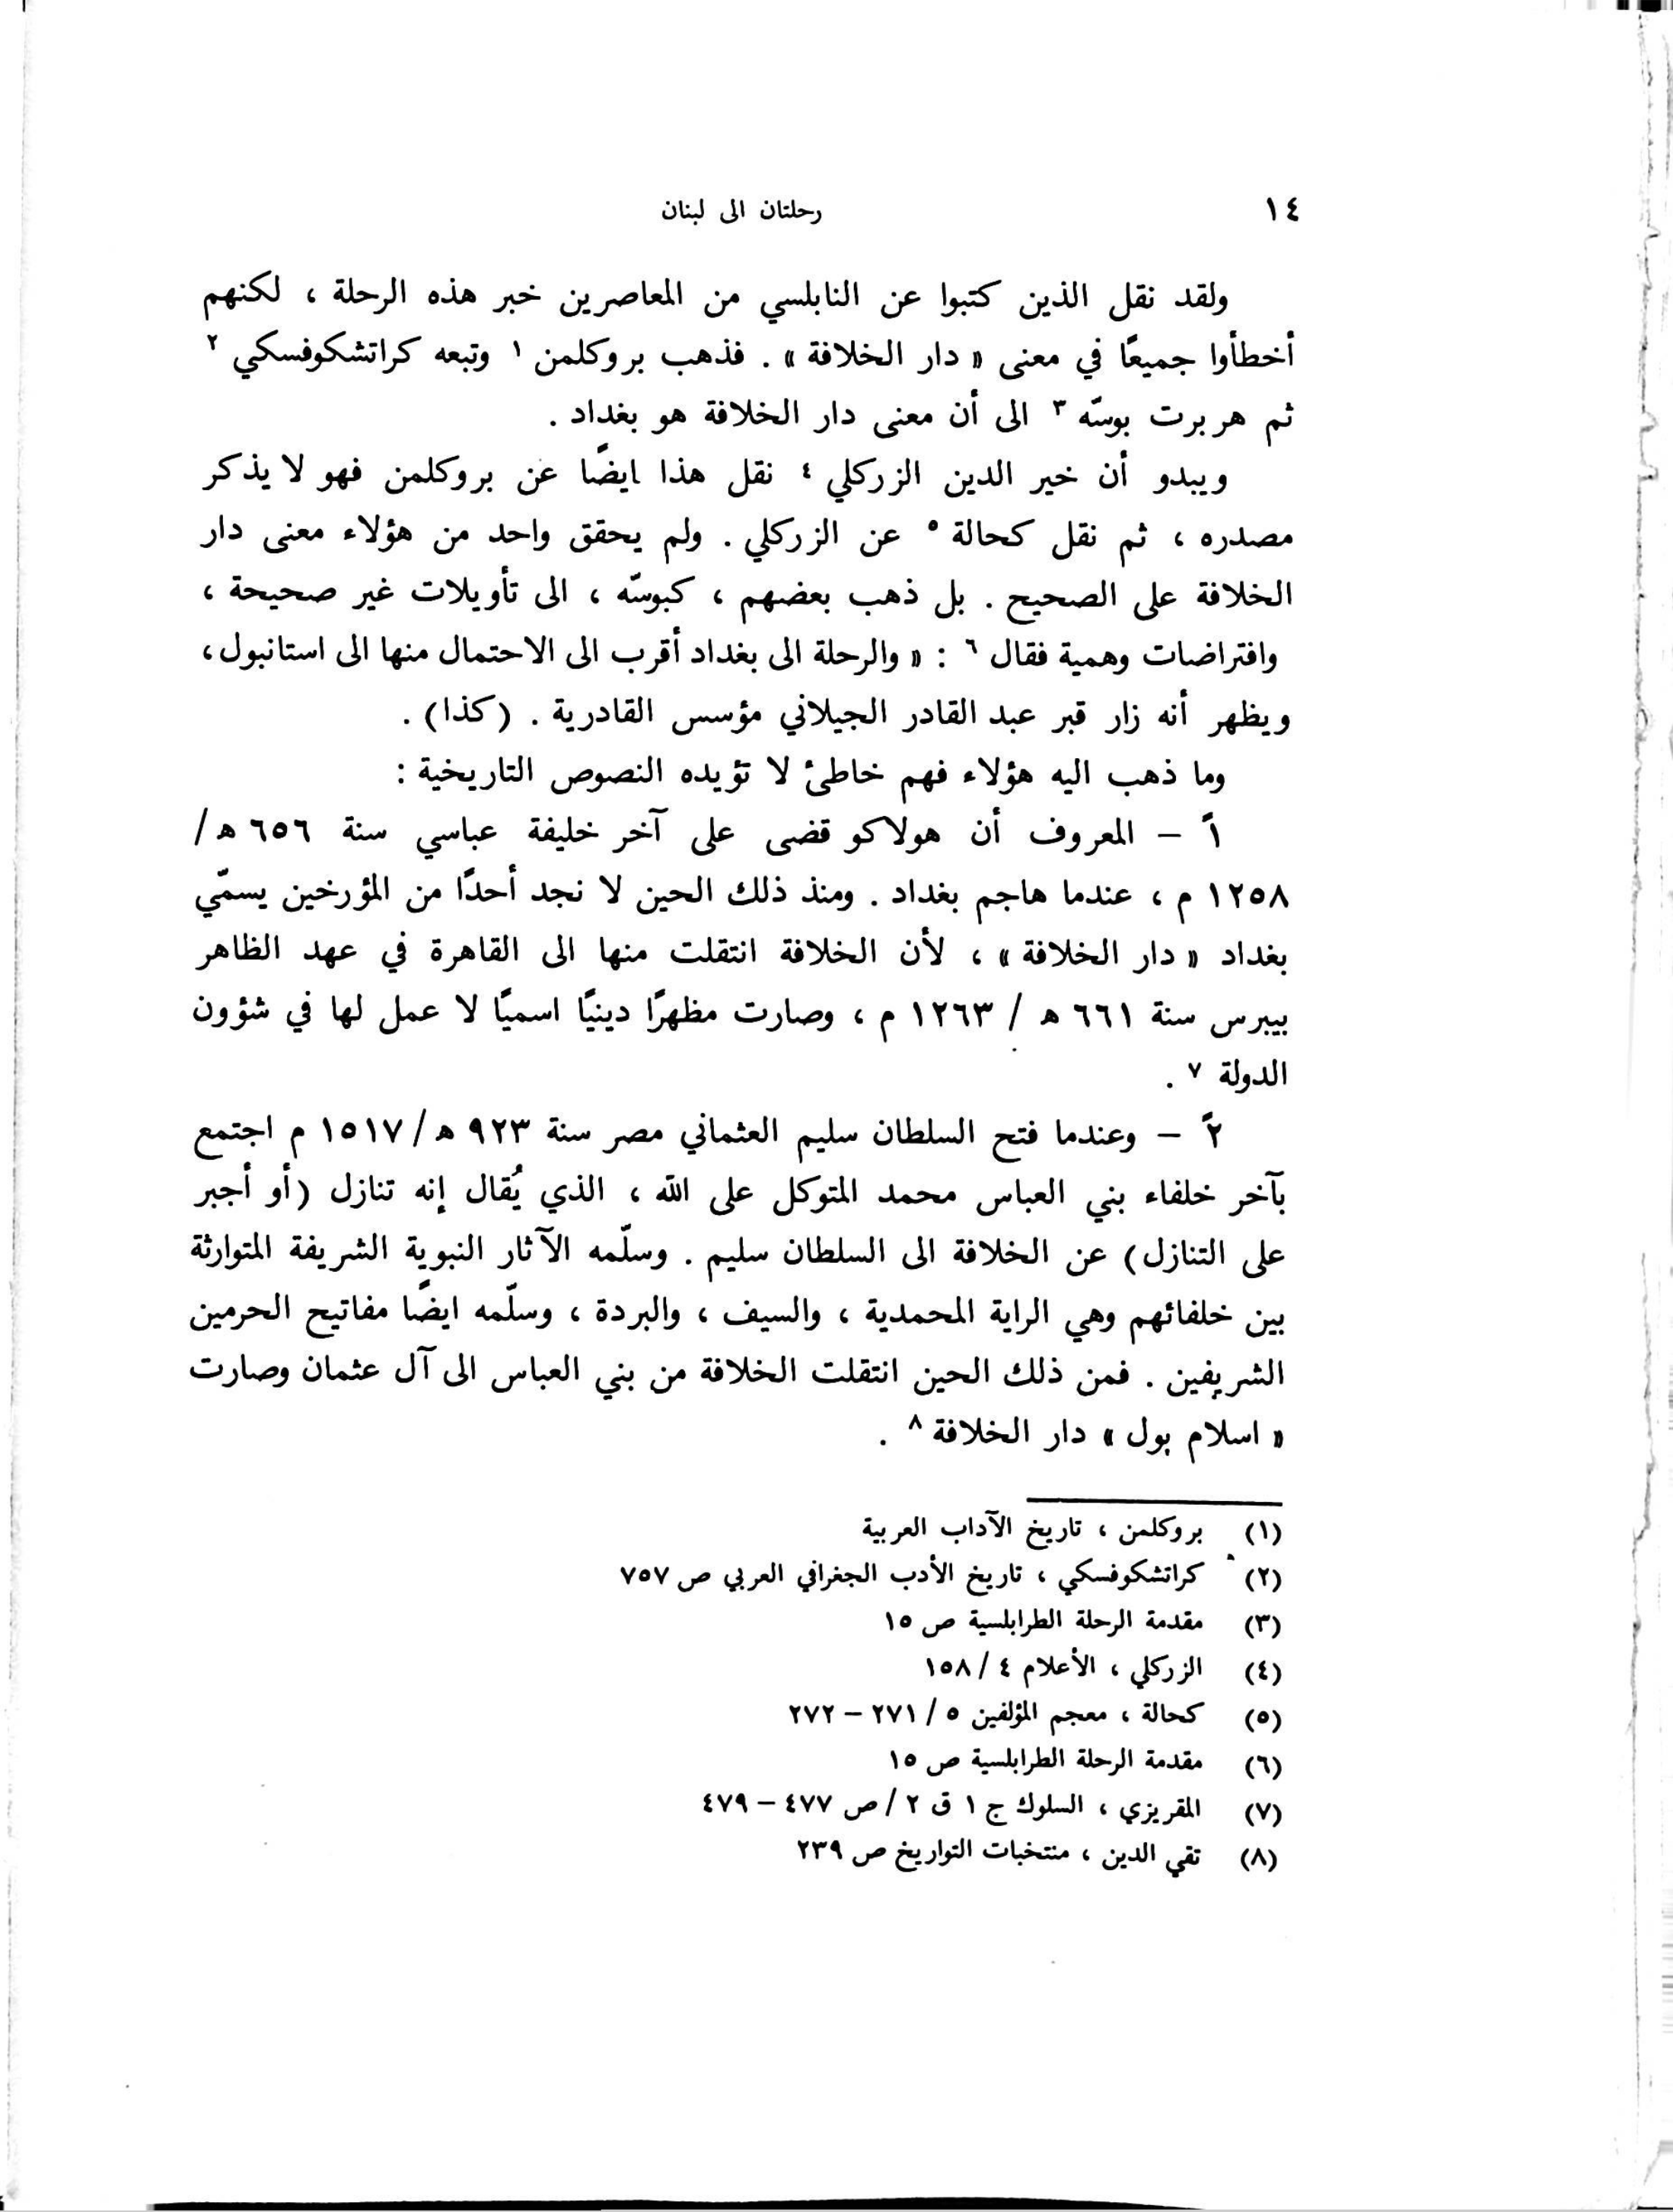 ١٤ رحلتان الى لبنان
ولقد نقل الذين كتبوا عن النابلسي من المعاصرين خبر هذه الرحلة ، لكنهم
أخطأوا جميعًا في معنى « دار الخلافة » . فذهب بروكلمن ١ وتبعه كراتشكوفسكي ٢
ثم هربرت بوسّه ٣ الى أن معنى دار الخلافة هو بغداد .
ويبدو أن خير الدين الزركلي ٤ نقل هذا ايضًا عن بروكلمن فهو لا يذكر
مصدره ، ثم نقل كحالة ٥ عن الزركلي . ولم يحقق واحد من هؤلاء معنى دار
الخلافة على الصحيح . بل ذهب بعضهم ، كبوسّه ، الى تأويلات غير صحيحة ،
وافتراضات وهمية فقال ٦ : « والرحلة الى بغداد أقرب الى الاحتمال منها الى استانبول ،
ويظهر أنه زار قبر عبد القادر الجيلاني مؤسس القادرية . (كذا) .
وما ذهب اليه هؤلاء فهم خاطئ لا تؤيده النصوص التاريخية :
١ً – المعروف أن هولاكو قضى على آخر خليفة عباسي سنة ٦٥٦ ه/
١٢٥٨ م ، عندما هاجم بغداد . ومنذ ذلك الحين لا نجد أحدًا من المؤرخين يسمّي
بغداد « دار الخلافة » ، لأن الخلافة انتقلت منها الى القاهرة في عهد الظاهر
بيبرس سنة ٦٦١ ه / ١٢٦٣ م ، وصارت مظهرًا دينيًا اسميًا لا عمل لها في شؤون
الدولة ٧ .
٢ً – وعندما فتح السلطان سليم العثماني مصر سنة ٩٢٣ ه/ ١٥١٧ م اجتمع
بآخر خلفاء بني العباس محمد المتوكل على الله ، الذي يُقال إنه تنازل (أو أجبر
على التنازل) عن الخلافة الى السلطان سليم . وسلّمه الآثار النبوية الشريفة المتوارثة
بين خلفائهم وهي الراية المحمدية ، والسيف ، والبردة ، وسلّمه ايضًا مفاتيح الحرمين
الشريفين . فمن ذلك الحين انتقلت الخلافة من بني العباس الى آل عثمان وصارت
« اسلام بول » دار الخلافة ٨ .
(١) بروكلمن ، تاريخ الآداب العربية
(٢) كراتشكوفسكي ، تاريخ الأدب الجغرافي العربي ص ٧٥٧
(٣) مقدمة الرحلة الطرابلسية ص ١٥
(٤) الزركلي ، الأعلام ٤ / ١٥٨
(٥) كحالة ، معجم المؤلفين ٥ / ٢٧١ – ٢٧٢
(٦) مقدمة الرحلة الطرابلسية ص ١٥
(٧) المقريزي ، السلوك ج ١ ق ٢ / ص ٤٧٧ – ٤٧٩
(٨) تقي الدين ، منتخبات التواريخ ص ٢٣٩